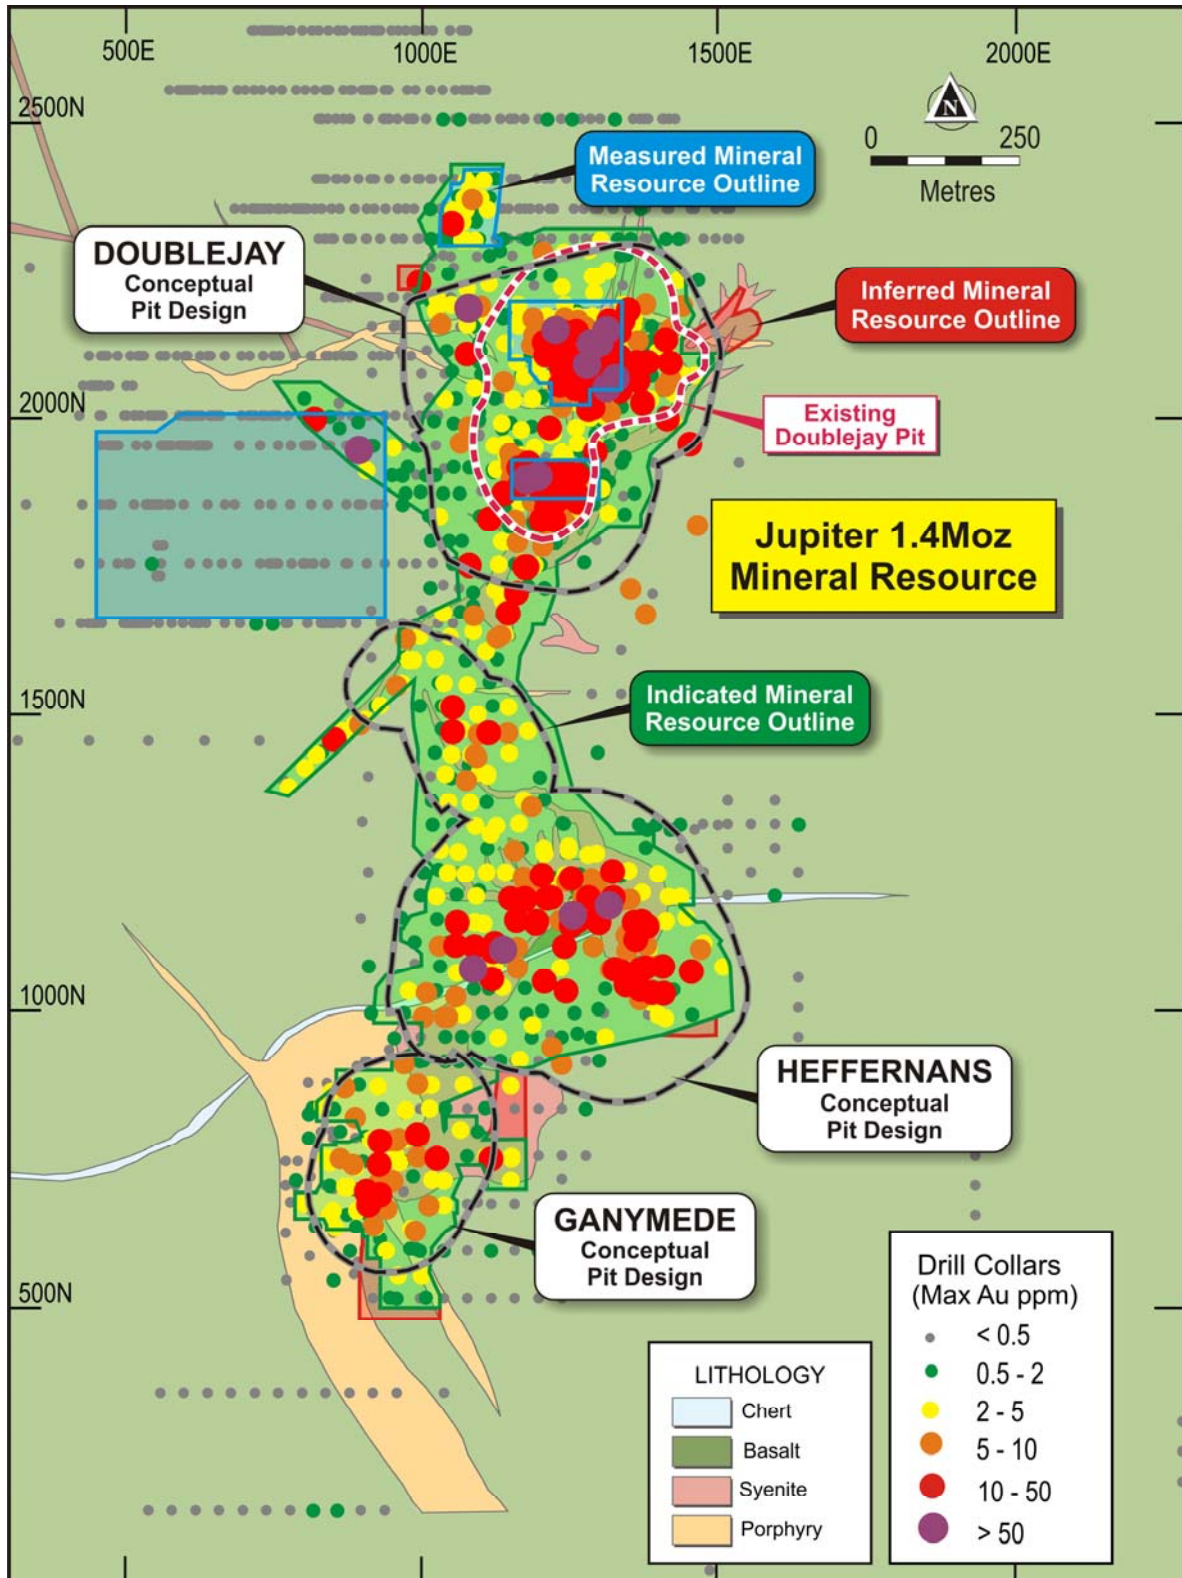 500E
1000E
1500E
2000E
2500N
2000N
1500N
1000N
500N
N
0
250
Metres
Measured Mineral
Resource Outline
DOUBLEJAY
Conceptual
Pit Design
Inferred Mineral
Resource Outline
Existing
Doublejay Pit
Jupiter 1.4Moz
Mineral Resource
Indicated Mineral
Resource Outline
HEFFERNANS
Conceptual
Pit Design
GANYMEDE
Conceptual
Pit Design
LITHOLOGY
Chert
Basalt
Syenite
Porphyry
Drill Collars
(Max Au ppm)
< 0.5
0.5 - 2
2 - 5
5 - 10
10 - 50
> 50